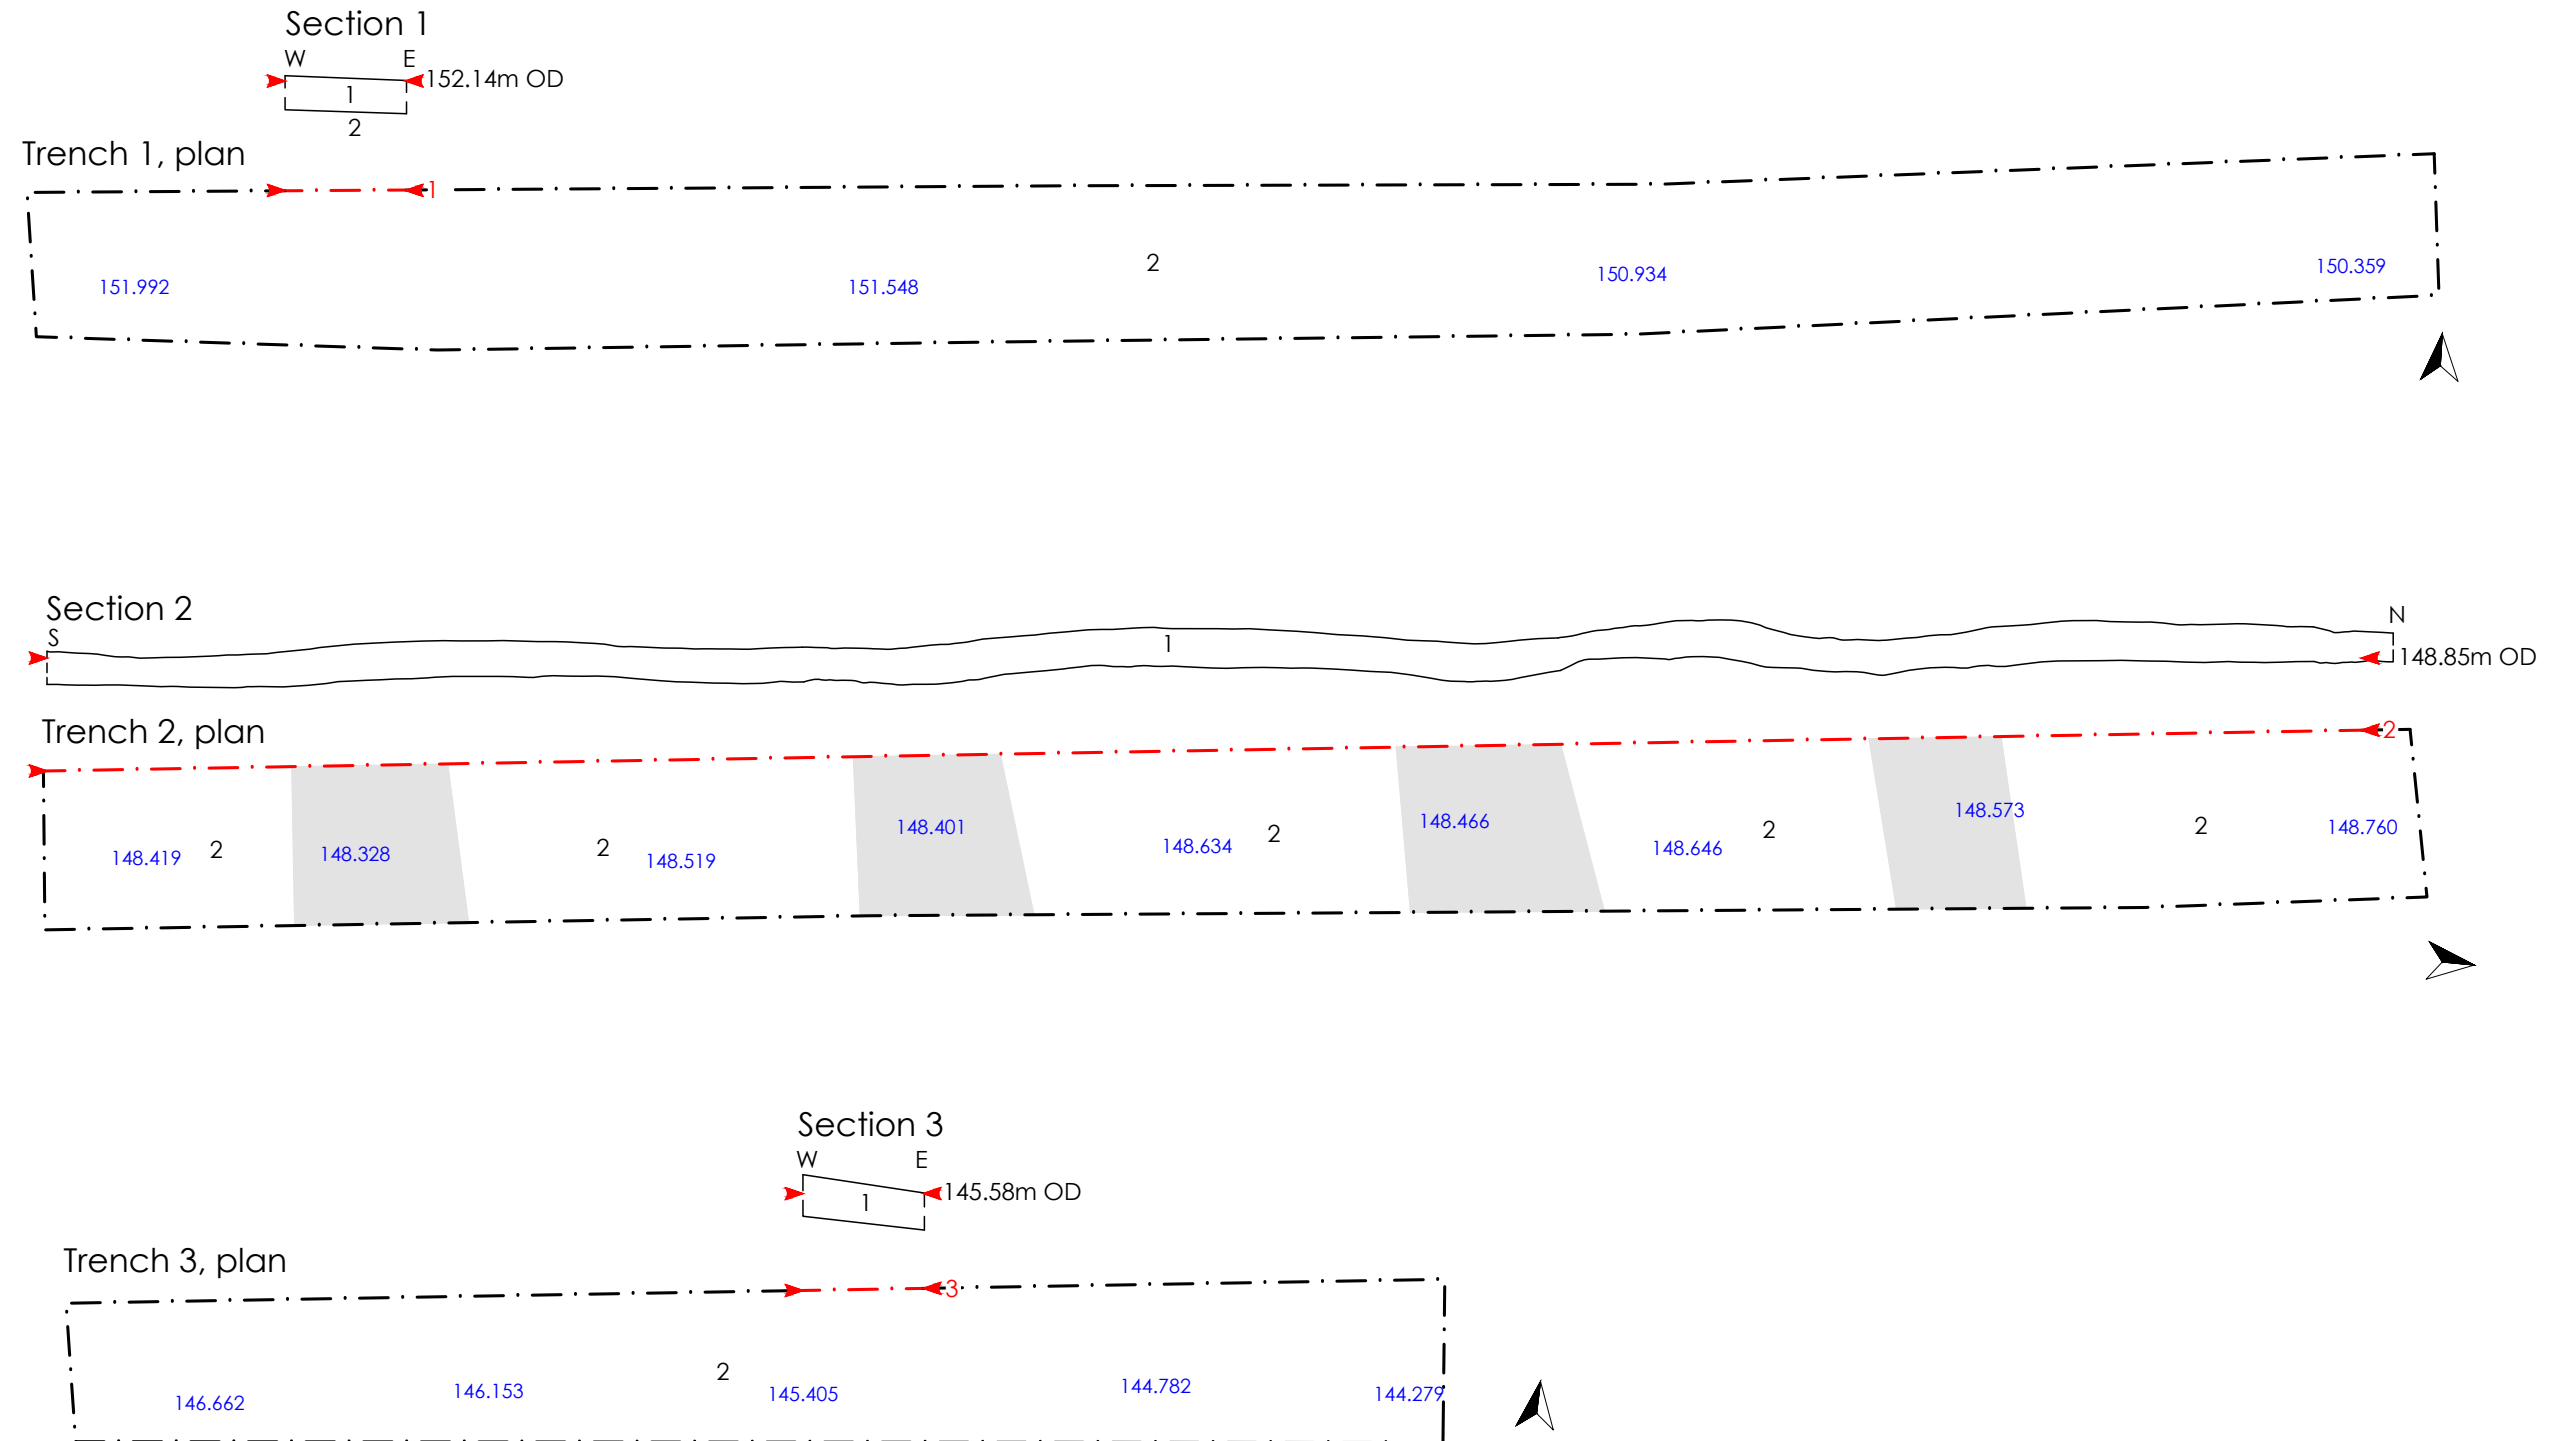 Section 1
W E
152.14m OD
1
2
Trench 1, plan
1
2
151.992 151.548 150.934 150.359
Section 2
S N
1
148.85m OD
Trench 2, plan
2
148.419 2 148.328 2 148.519 148.401 148.634 2 148.466 148.646 2 148.573 2 148.760
Section 3
W E
145.58m OD
1
Trench 3, plan
3
2
146.662 146.153 145.405 144.782 144.279